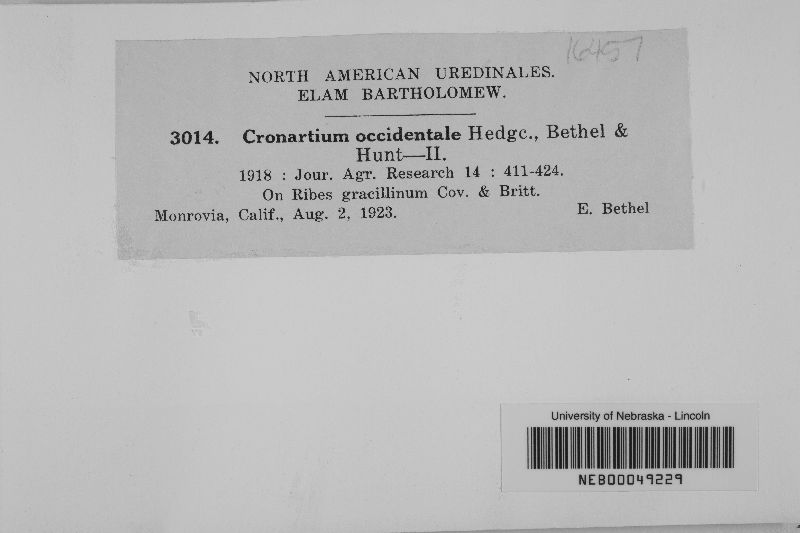 16457
NORTH AMERICAN UREDINALES.
ELAM BARTHOLOMEW.
3014. Cronartium occidentale Hedgc., Bethel &
Hunt—II.
1918 : Jour. Agr. Research 14 : 411-424.
On Ribes gracillinum Cov. & Britt.
Monrovia, Calif., Aug. 2, 1923. E. Bethel
University of Nebraska - Lincoln
NEB00049229